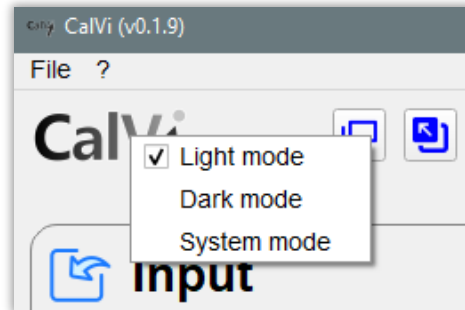 CalVi (v0.1.9)
File ?
CalVi
Light mode
Dark mode
System mode
Input